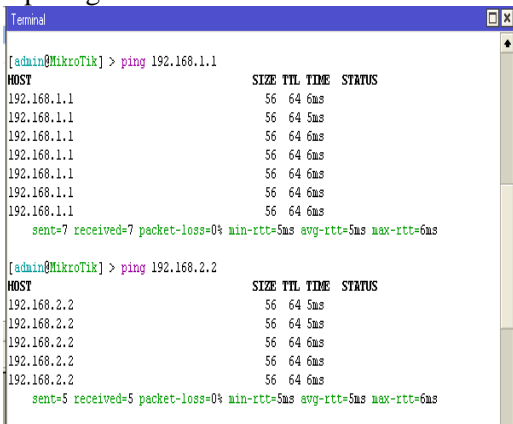 Terminal
[admin@MikroTik] > ping 192.168.1.1
HOST SIZE TTL TIME STATUS
192.168.1.1 56 64 6ms
192.168.1.1 56 64 5ms
192.168.1.1 56 64 6ms
192.168.1.1 56 64 6ms
192.168.1.1 56 64 6ms
192.168.1.1 56 64 6ms
192.168.1.1 56 64 6ms
sent=7 received=7 packet-loss=0% min-rtt=5ms avg-rtt=5ms max-rtt=6ms
[admin@MikroTik] > ping 192.168.2.2
HOST SIZE TTL TIME STATUS
192.168.2.2 56 64 5ms
192.168.2.2 56 64 5ms
192.168.2.2 56 64 6ms
192.168.2.2 56 64 6ms
192.168.2.2 56 64 6ms
sent=5 received=5 packet-loss=0% min-rtt=5ms avg-rtt=5ms max-rtt=6ms